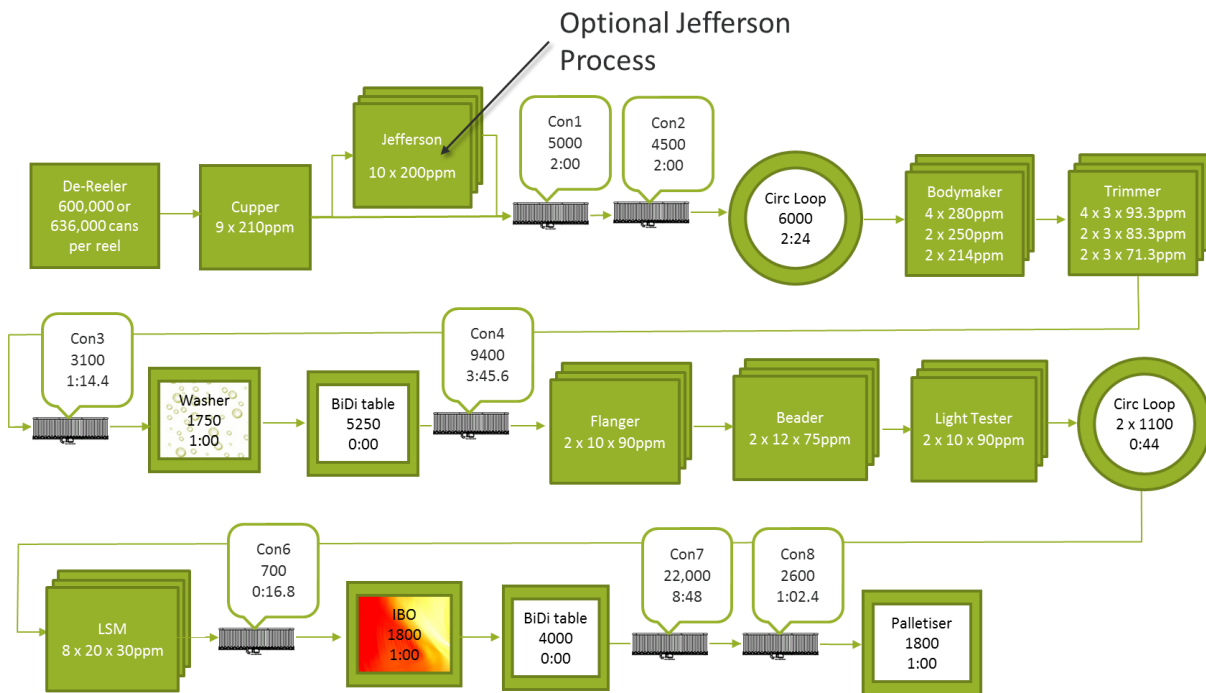 Optional Jefferson
Process
De-Reeler
600,000 or
636,000 cans
per reel
Cupper
9 x 210ppm
Jefferson
10 x 200ppm
Con1
5000
2:00
Con2
4500
2:00
Circ Loop
6000
2:24
Bodymaker
4 x 280ppm
2 x 250ppm
2 x 214ppm
Trimmer
4 x 3 x 93.3ppm
2 x 3 x 83.3ppm
2 x 3 x 71.3ppm
Con3
3100
1:14.4
Washer
1750
1:00
BiDi table
5250
0:00
Con4
9400
3:45.6
Flanger
2 x 10 x 90ppm
Beader
2 x 12 x 75ppm
Light Tester
2 x 10 x 90ppm
Circ Loop
2 x 1100
0:44
LSM
8 x 20 x 30ppm
Con6
700
0:16.8
IBO
1800
1:00
BiDi table
4000
0:00
Con7
22,000
8:48
Con8
2600
1:02.4
Palletiser
1800
1:00